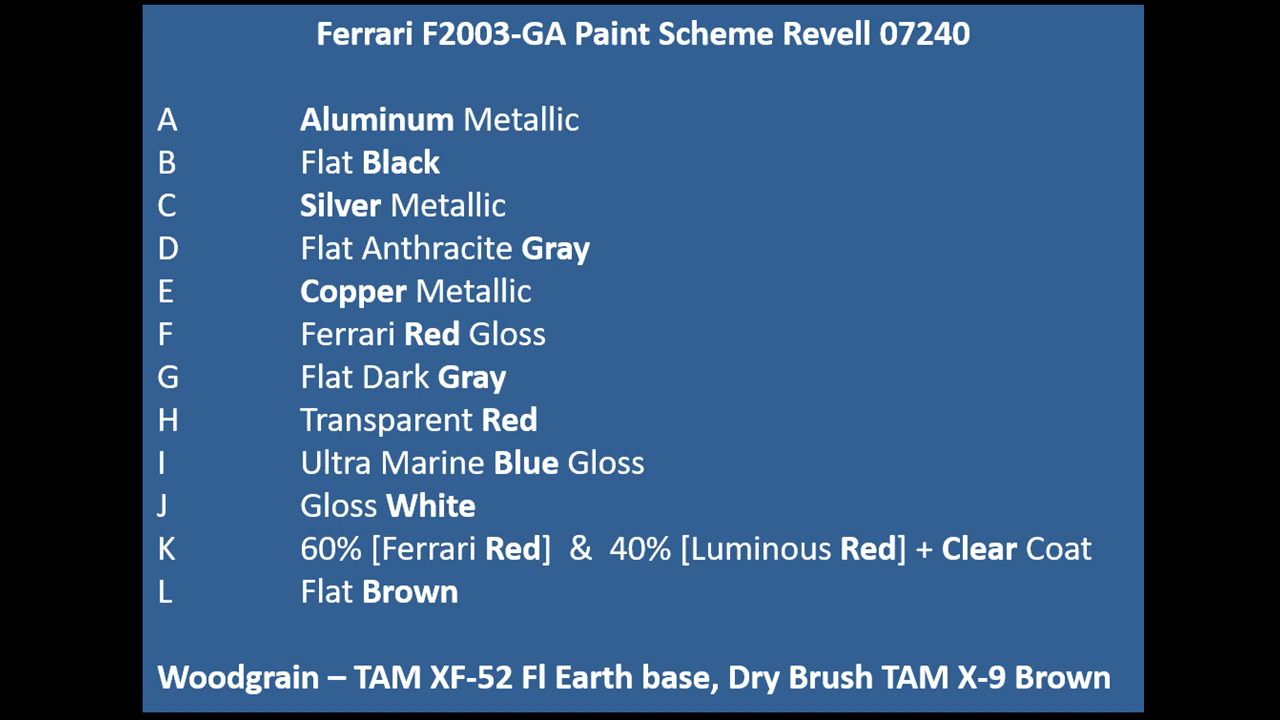 Ferrari F2003-GA Paint Scheme Revell 07240
A Aluminum Metallic
B Flat Black
C Silver Metallic
D Flat Anthracite Gray
E Copper Metallic
F Ferrari Red Gloss
G Flat Dark Gray
H Transparent Red
I Ultra Marine Blue Gloss
J Gloss White
K 60% [Ferrari Red] & 40% [Luminous Red] + Clear Coat
L Flat Brown
Woodgrain – TAM XF-52 Fl Earth base, Dry Brush TAM X-9 Brown